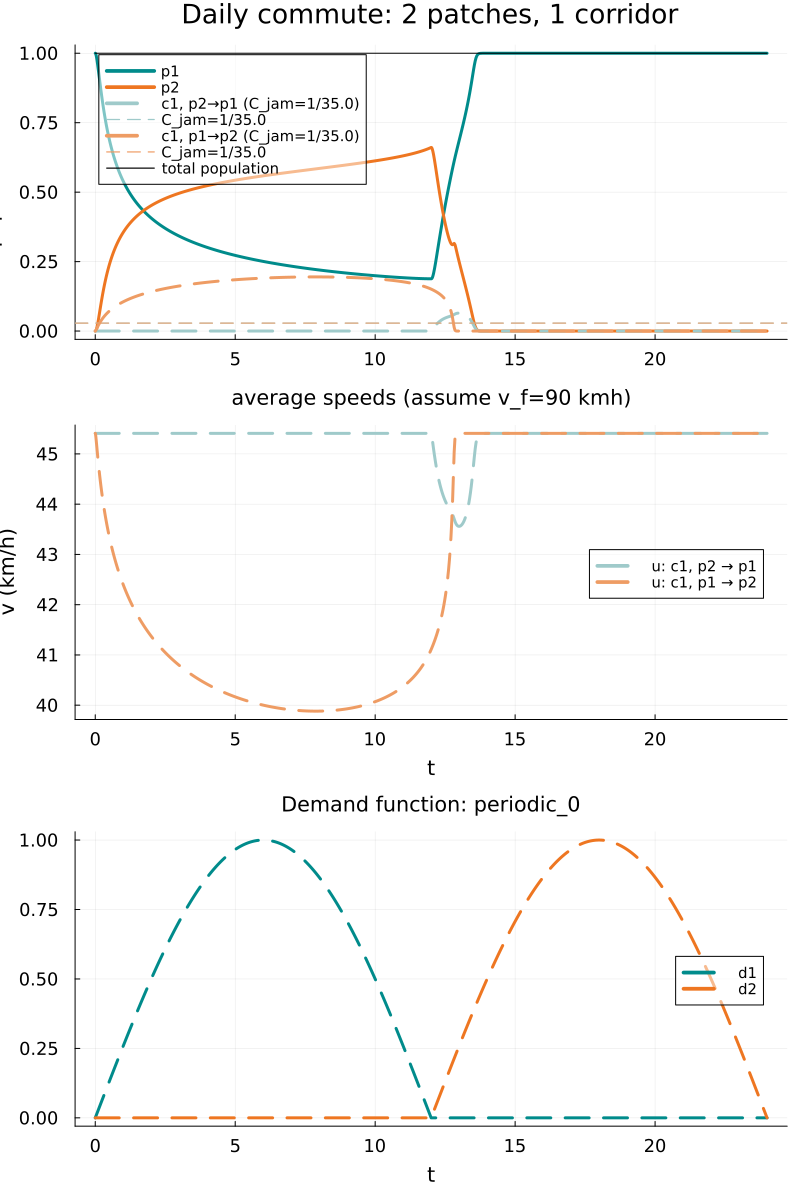 Daily commute: 2 patches, 1 corridor
1.00
0.75
0.50
0.25
0.00
p1
p2
c1, p2→p1 (C_jam=1/35.0)
C_jam=1/35.0
c1, p1→p2 (C_jam=1/35.0)
C_jam=1/35.0
total population
0 5 10 15 20
average speeds (assume v_f=90 kmh)
v (km/h)
45
44
43
42
41
40
u: c1, p2 → p1
u: c1, p1 → p2
0 5 10 15 20
t
Demand function: periodic_0
1.00
0.75
0.50
0.25
0.00
d1
d2
0 5 10 15 20
t